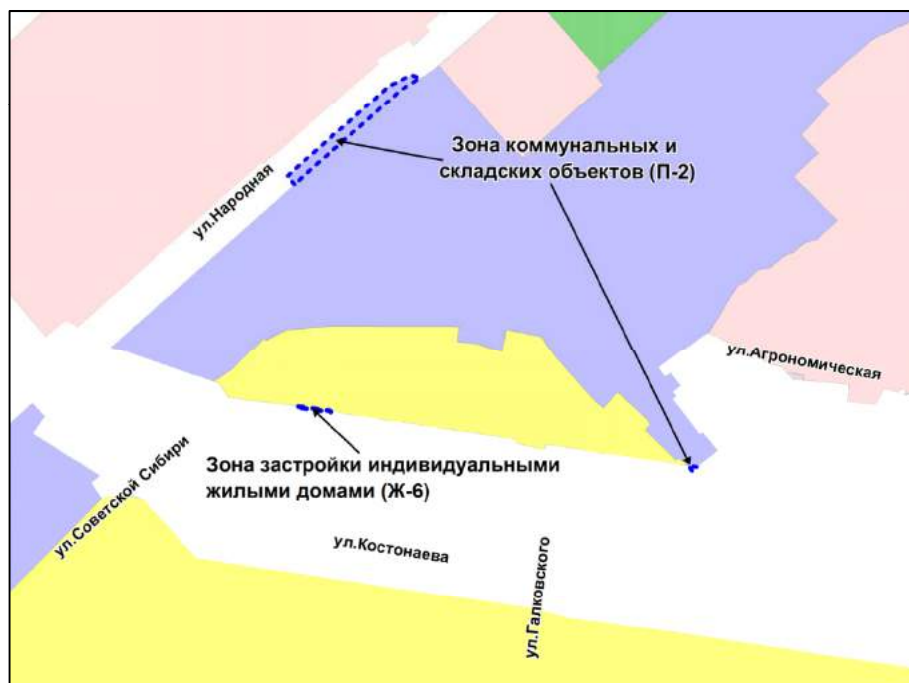 Зона коммунальных и
складских объектов (П-2)
ул.Народная
ул.Агрономическая
Зона застройки индивидуальными
жилыми домами (Ж-6)
ул.Советской Сибири
ул.Костонаева
ул.Галковского